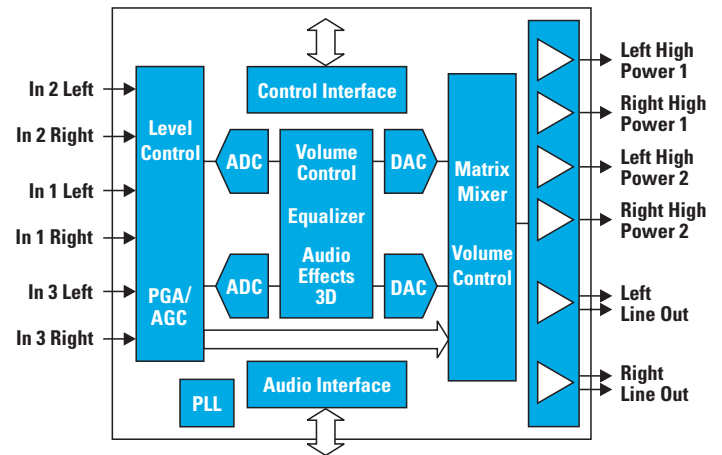 In 2 Left
In 2 Right
In 1 Left
In 1 Right
In 3 Left
In 3 Right
Level
Control
PGA/
AGC
Control Interface
ADC
ADC
Volume
Control
Equalizer
Audio
Effects
3D
DAC
DAC
Matrix
Mixer
Volume
Control
PLL
Audio Interface
Left High
Power 1
Right High
Power 1
Left High
Power 2
Right High
Power 2
Left
Line Out
Right
Line Out